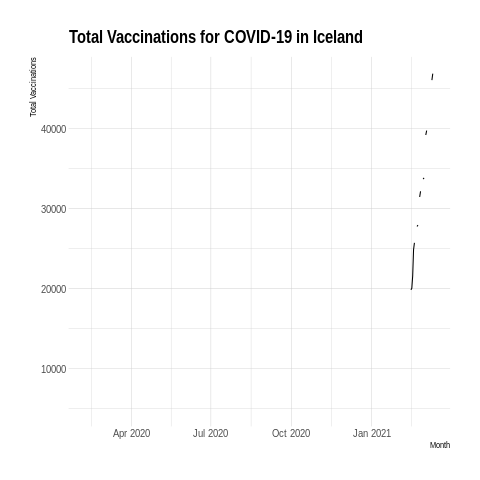 Total Vaccinations for COVID-19 in Iceland
Total Vaccinations
40000
30000
20000
10000
Apr 2020 Jul 2020 Oct 2020 Jan 2021
Month